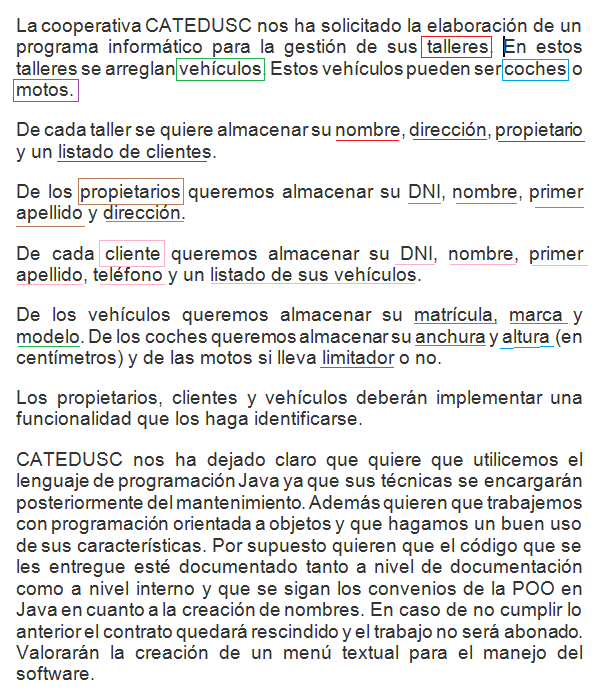 La cooperativa CATEDUSC nos ha solicitado la elaboración de un
programa informático para la gestión de sus talleres. En estos
talleres se arreglan vehículos. Estos vehículos pueden ser coches o
motos.
De cada taller se quiere almacenar su nombre, dirección, propietario
y un listado de clientes.
De los propietarios queremos almacenar su DNI, nombre, primer
apellido y dirección.
De cada cliente queremos almacenar su DNI, nombre, primer
apellido, teléfono y un listado de sus vehículos.
De los vehículos queremos almacenar su matrícula, marca y
modelo. De los coches queremos almacenar su anchura y altura (en
centímetros) y de las motos si lleva limitador o no.
Los propietarios, clientes y vehículos deberán implementar una
funcionalidad que los haga identificarse.
CATEDUSC nos ha dejado claro que quiere que utilicemos el
lenguaje de programación Java ya que sus técnicas se encargarán
posteriormente del mantenimiento. Además quieren que trabajemos
con programación orientada a objetos y que hagamos un buen uso
de sus características. Por supuesto quieren que el código que se
les entregue esté documentado tanto a nivel de documentación
como a nivel interno y que se sigan los convenios de la POO en
Java en cuanto a la creación de nombres. En caso de no cumplir lo
anterior el contrato quedará rescindido y el trabajo no será abonado.
Valorarán la creación de un menú textual para el manejo del
software.